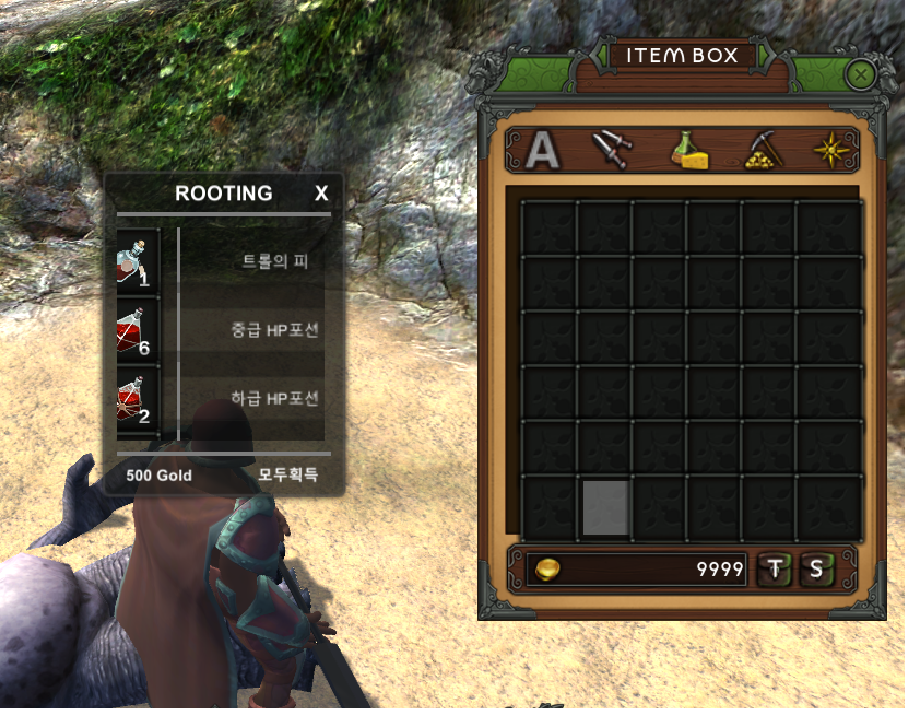 ITEM BOX
A
ROOTING X
트롤의 피
1
중급 HP포션
6
하급 HP포션
2
500 Gold 모두획득
9999 T S